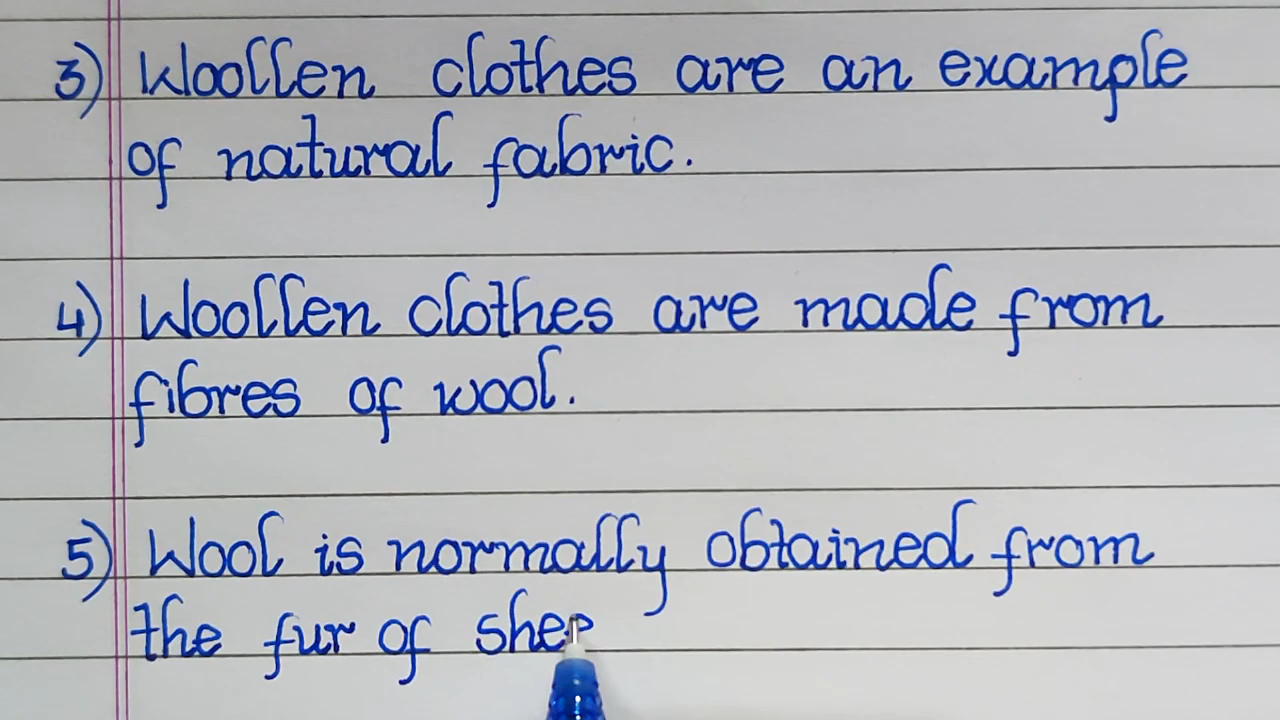 3) Woollen clothes are an example
of natural fabric.
4) Woollen clothes are made from
fibres of wool.
5) Wool is normally obtained from
the fur of shee